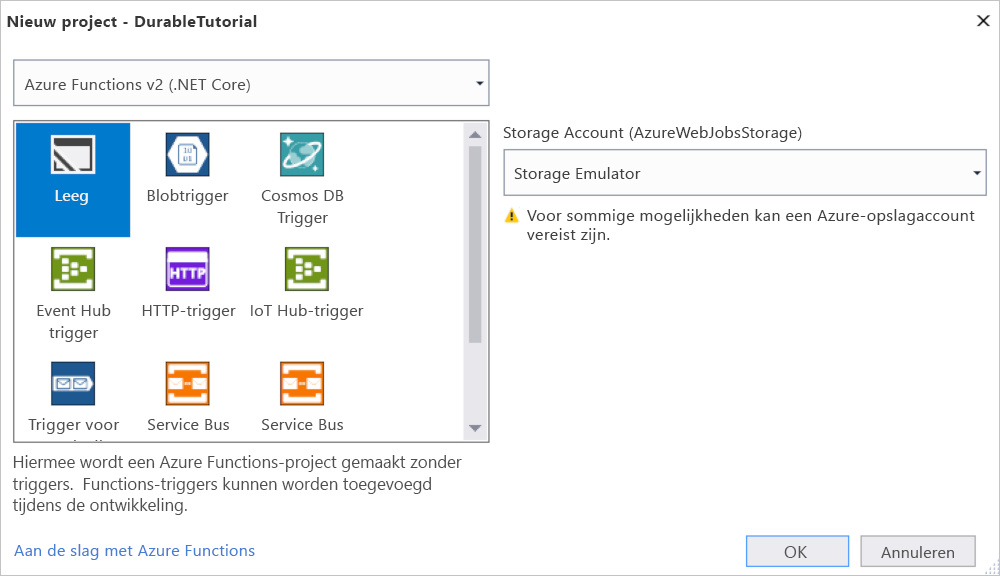 Nieuw project - DurableTutorial
Azure Functions v2 (.NET Core)
Leeg
Blobtrigger
Cosmos DB
Trigger
Event Hub
trigger
HTTP
HTTP-trigger
IoT Hub-trigger
Trigger voor
Service Bus
Service Bus
Hiermee wordt een Azure Functions-project gemaakt zonder
triggers. Functions-triggers kunnen worden toegevoegd
tijdens de ontwikkeling.
Aan de slag met Azure Functions
Storage Account (AzureWebJobsStorage)
Storage Emulator
Voor sommige mogelijkheden kan een Azure-opslagaccount
vereist zijn.
OK
Annuleren